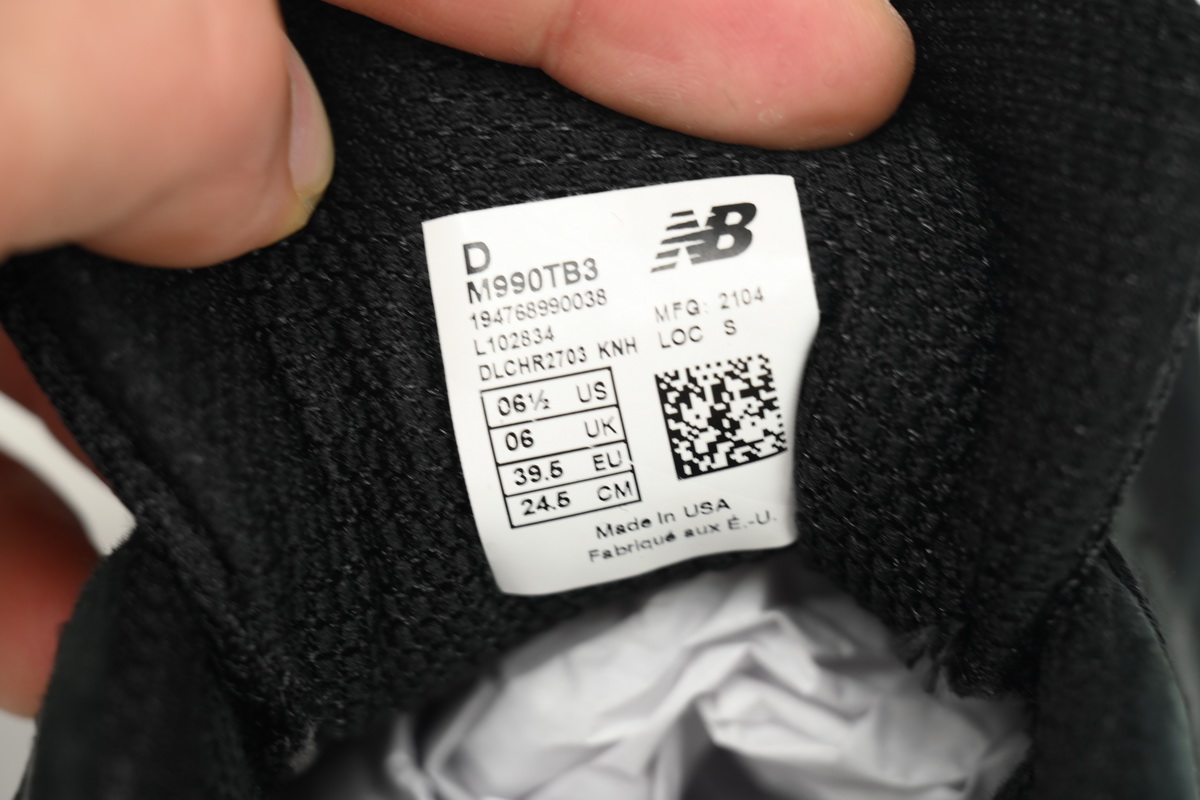 D
M990TB3
194768990038
L102834
DLCHR2703 KNH
NB
MFG: 2104
LOC S
06½ US
06 UK
39.5 EU
24.5 CM
Made In USA
Fabriqué aux É.-U.